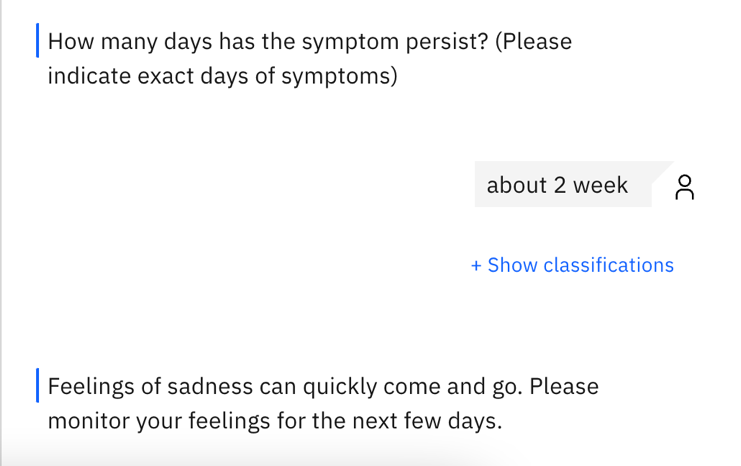 How many days has the symptom persist? (Please
indicate exact days of symptoms)
about 2 week
+ Show classifications
Feelings of sadness can quickly come and go. Please
monitor your feelings for the next few days.